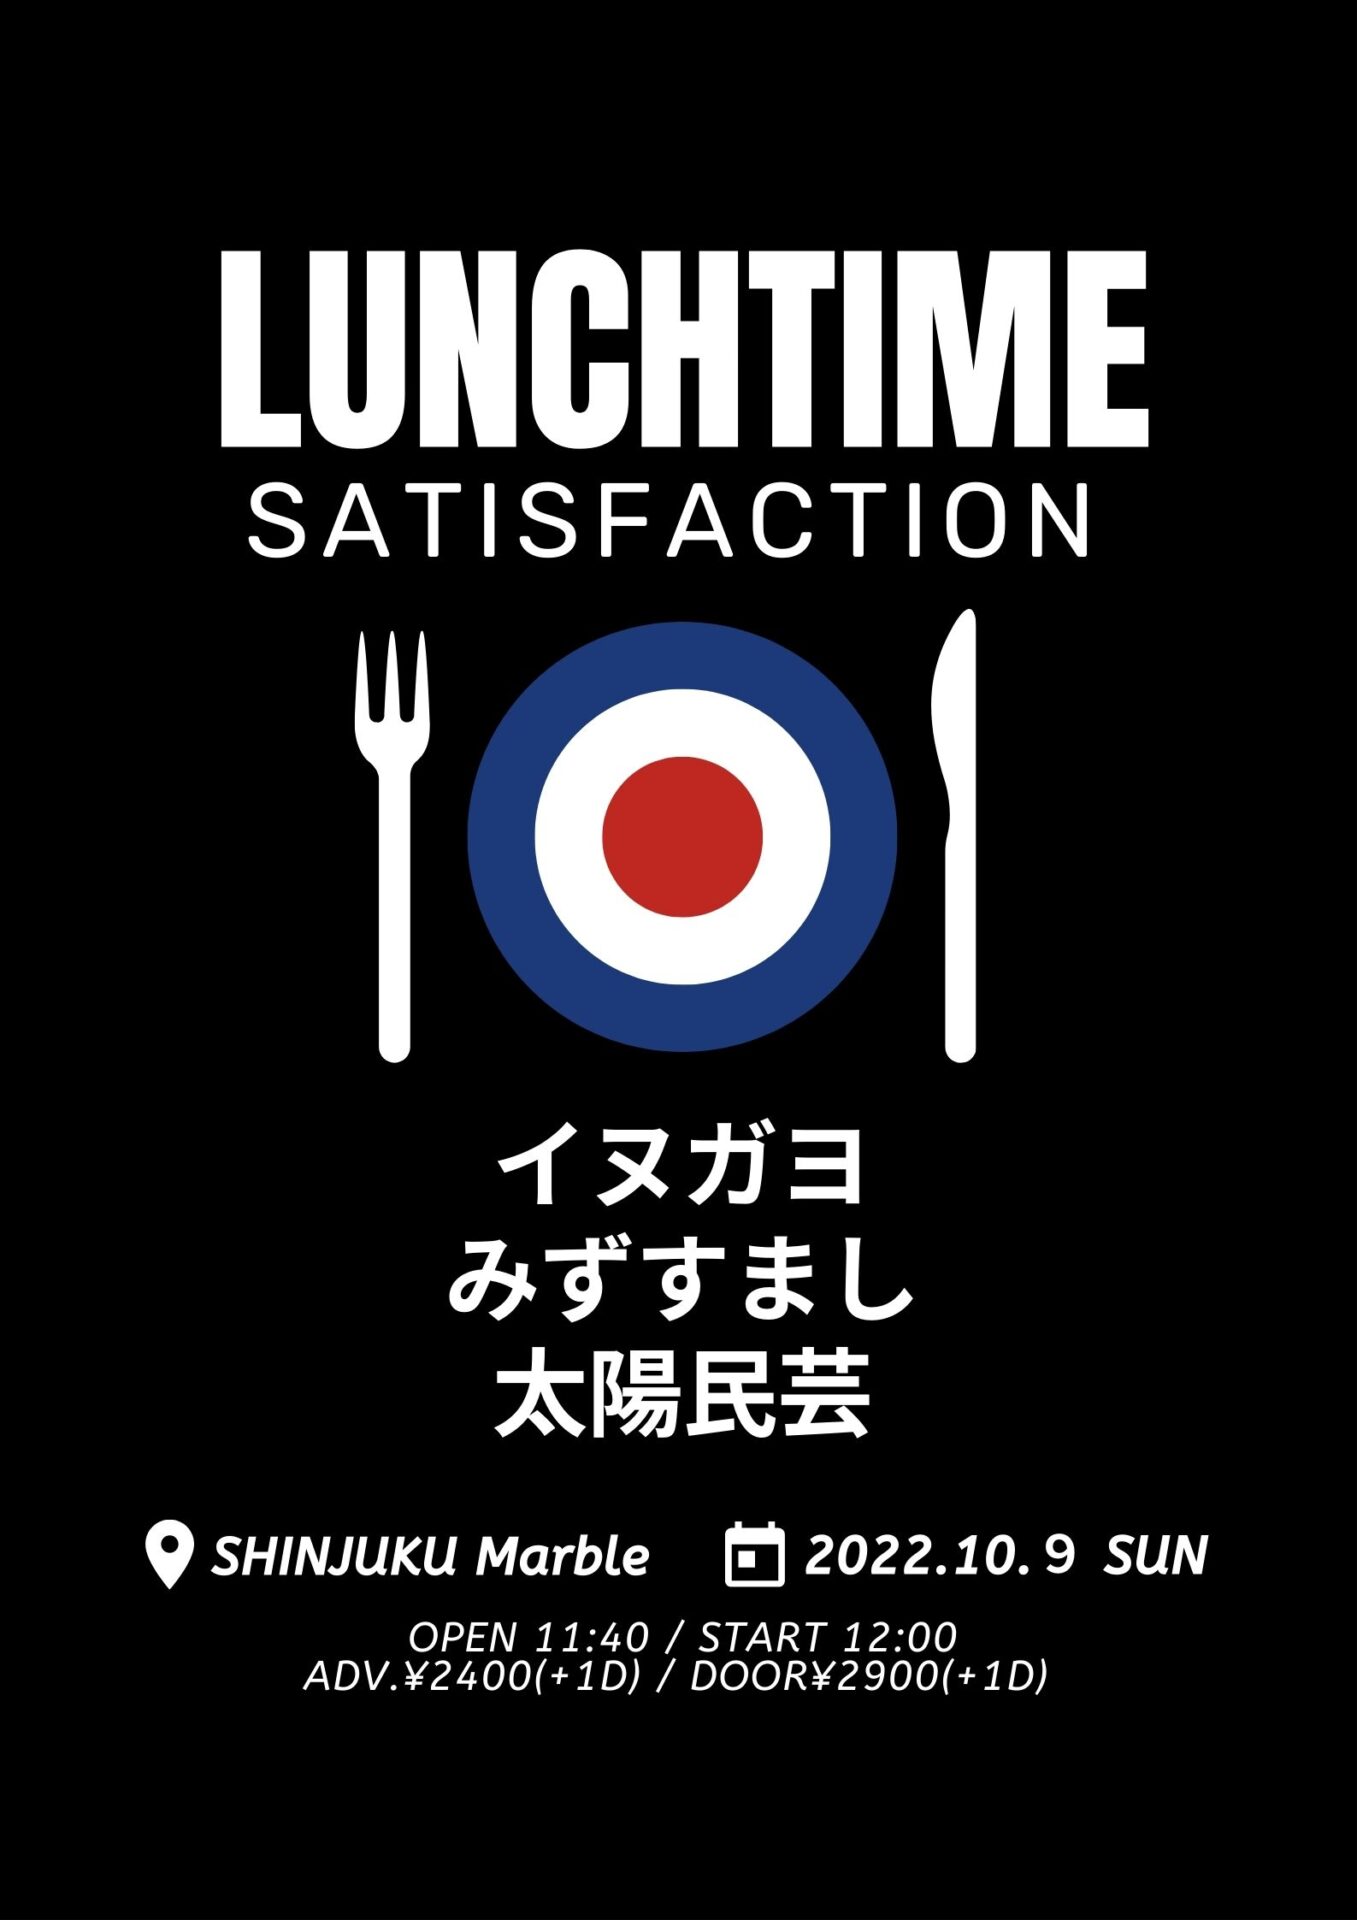 LUNCHTIME
SATISFACTION
イヌガヨ
みずすまし
太陽民芸
SHINJUKU Marble 2022.10.9 SUN
OPEN 11:40 / START 12:00
ADV.¥2400(+1D) / DOOR¥2900(+1D)